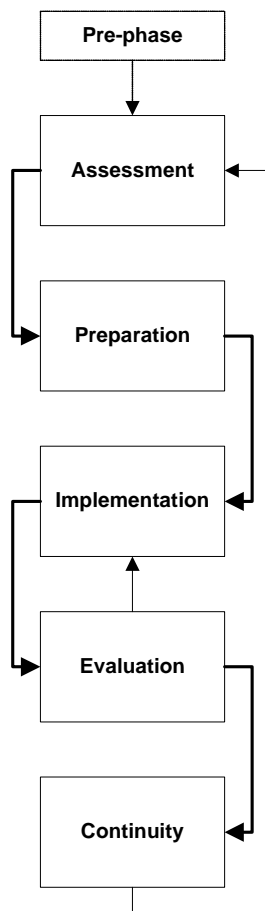 Pre-phase
Assessment
Preparation
Implementation
Evaluation
Continuity